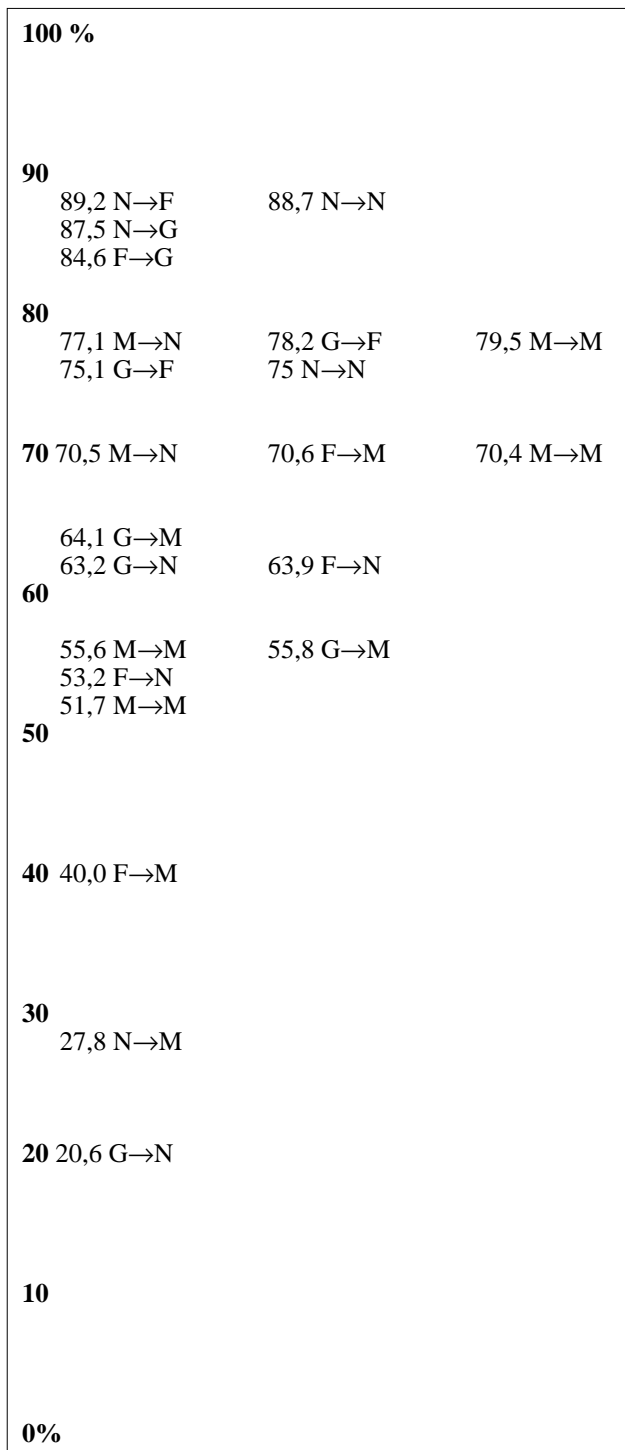 100 %
90
89,2 N→F 88,7 N→N
87,5 N→G
84,6 F→G
80
77,1 M→N 78,2 G→F 79,5 M→M
75,1 G→F 75 N→N
70 70,5 M→N 70,6 F→M 70,4 M→M
64,1 G→M
63,2 G→N 63,9 F→N
60
55,6 M→M 55,8 G→M
53,2 F→N
51,7 M→M
50
40 40,0 F→M
30
27,8 N→M
20 20,6 G→N
10
0%